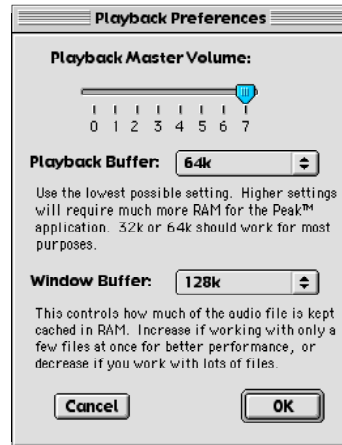 Playback Preferences
Playback Master Volume:
0 1 2 3 4 5 6 7
Playback Buffer: 64k
Use the lowest possible setting. Higher settings
will require much more RAM for the Peak™
application. 32k or 64k should work for most
purposes.
Window Buffer: 128k
This controls how much of the audio file is kept
cached in RAM. Increase if working with only a
few files at once for better performance, or
decrease if you work with lots of files.
Cancel OK